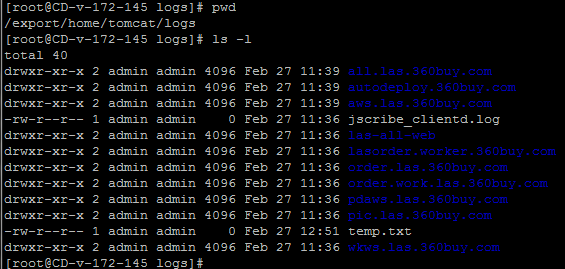 [root@CD-v-172-145 logs]# pwd
/export/home/tomcat/logs
[root@CD-v-172-145 logs]# ls -l
total 40
drwxr-xr-x 2 admin admin 4096 Feb 27 11:39 all.las.360buy.com
drwxr-xr-x 2 admin admin 4096 Feb 27 11:39 autodeploy.360buy.com
drwxr-xr-x 2 admin admin 4096 Feb 27 11:39 aws.las.360buy.com
-rw-r--r-- 1 admin admin 0 Feb 27 11:36 jscribe_clientd.log
drwxr-xr-x 2 admin admin 4096 Feb 27 11:36 las-all-web
drwxr-xr-x 2 admin admin 4096 Feb 27 11:36 lasorder.worker.360buy.com
drwxr-xr-x 2 admin admin 4096 Feb 27 11:36 order.las.360buy.com
drwxr-xr-x 2 admin admin 4096 Feb 27 11:36 order.work.las.360buy.com
drwxr-xr-x 2 admin admin 4096 Feb 27 11:36 pdaws.las.360buy.com
drwxr-xr-x 2 admin admin 4096 Feb 27 11:36 pic.las.360buy.com
-rw-r--r-- 1 admin admin 0 Feb 27 12:51 temp.txt
drwxr-xr-x 2 admin admin 4096 Feb 27 11:36 wkws.las.360buy.com
[root@CD-v-172-145 logs]#